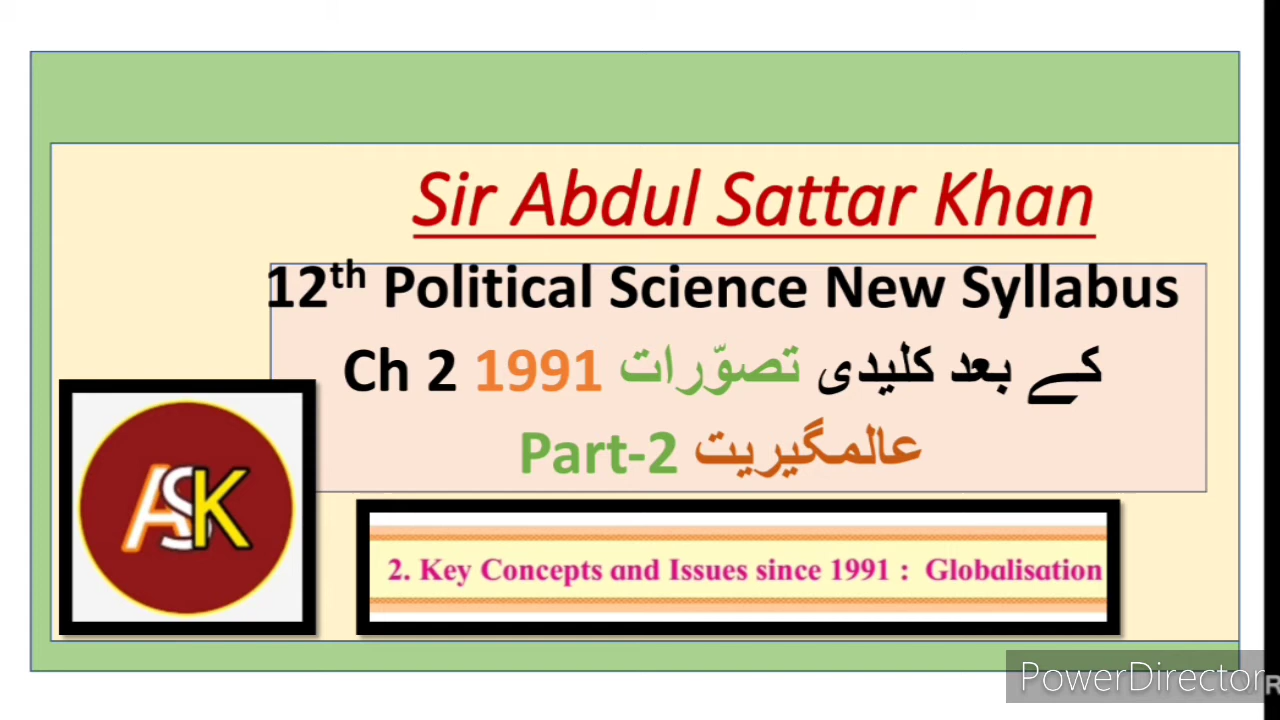 Sir Abdul Sattar Khan
12th Political Science New Syllabus
Ch 2 1991 کے بعد کلیدی تصوّرات
Part-2 عالمگیریت
ASK
2. Key Concepts and Issues since 1991 : Globalisation
PowerDirector